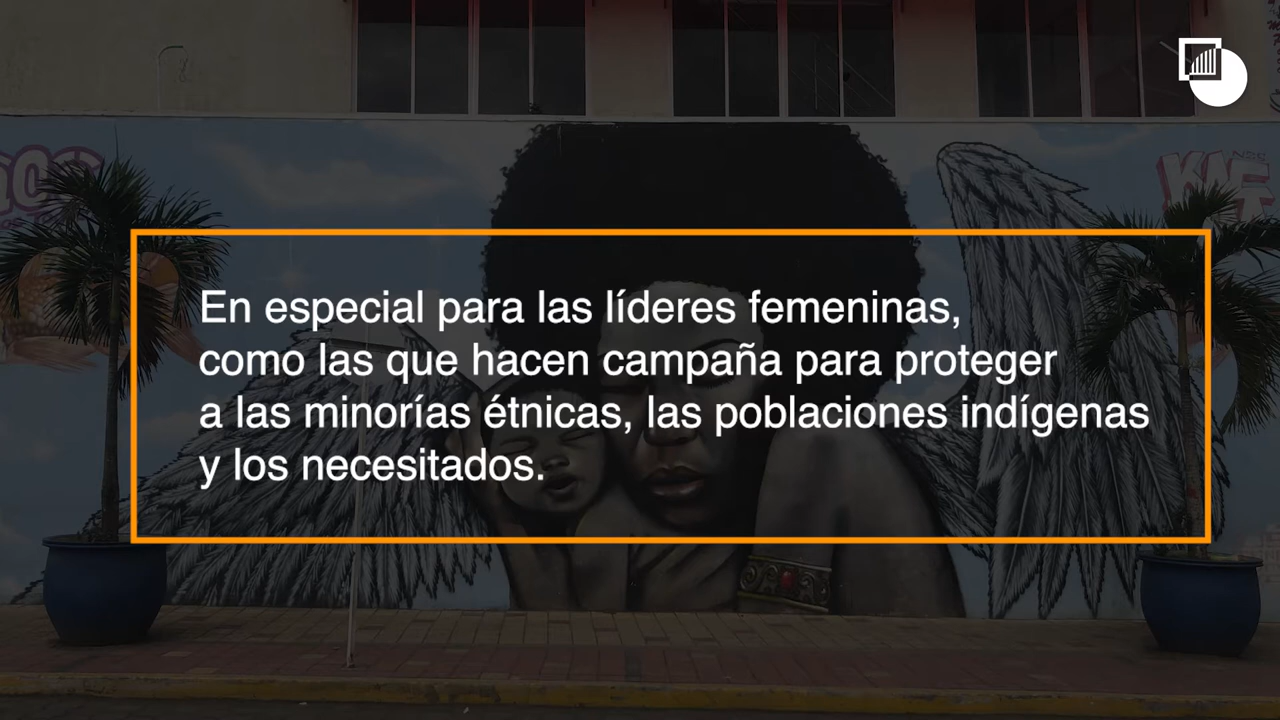 En especial para las líderes femeninas,
como las que hacen campaña para proteger
a las minorías étnicas, las poblaciones indígenas
y los necesitados.